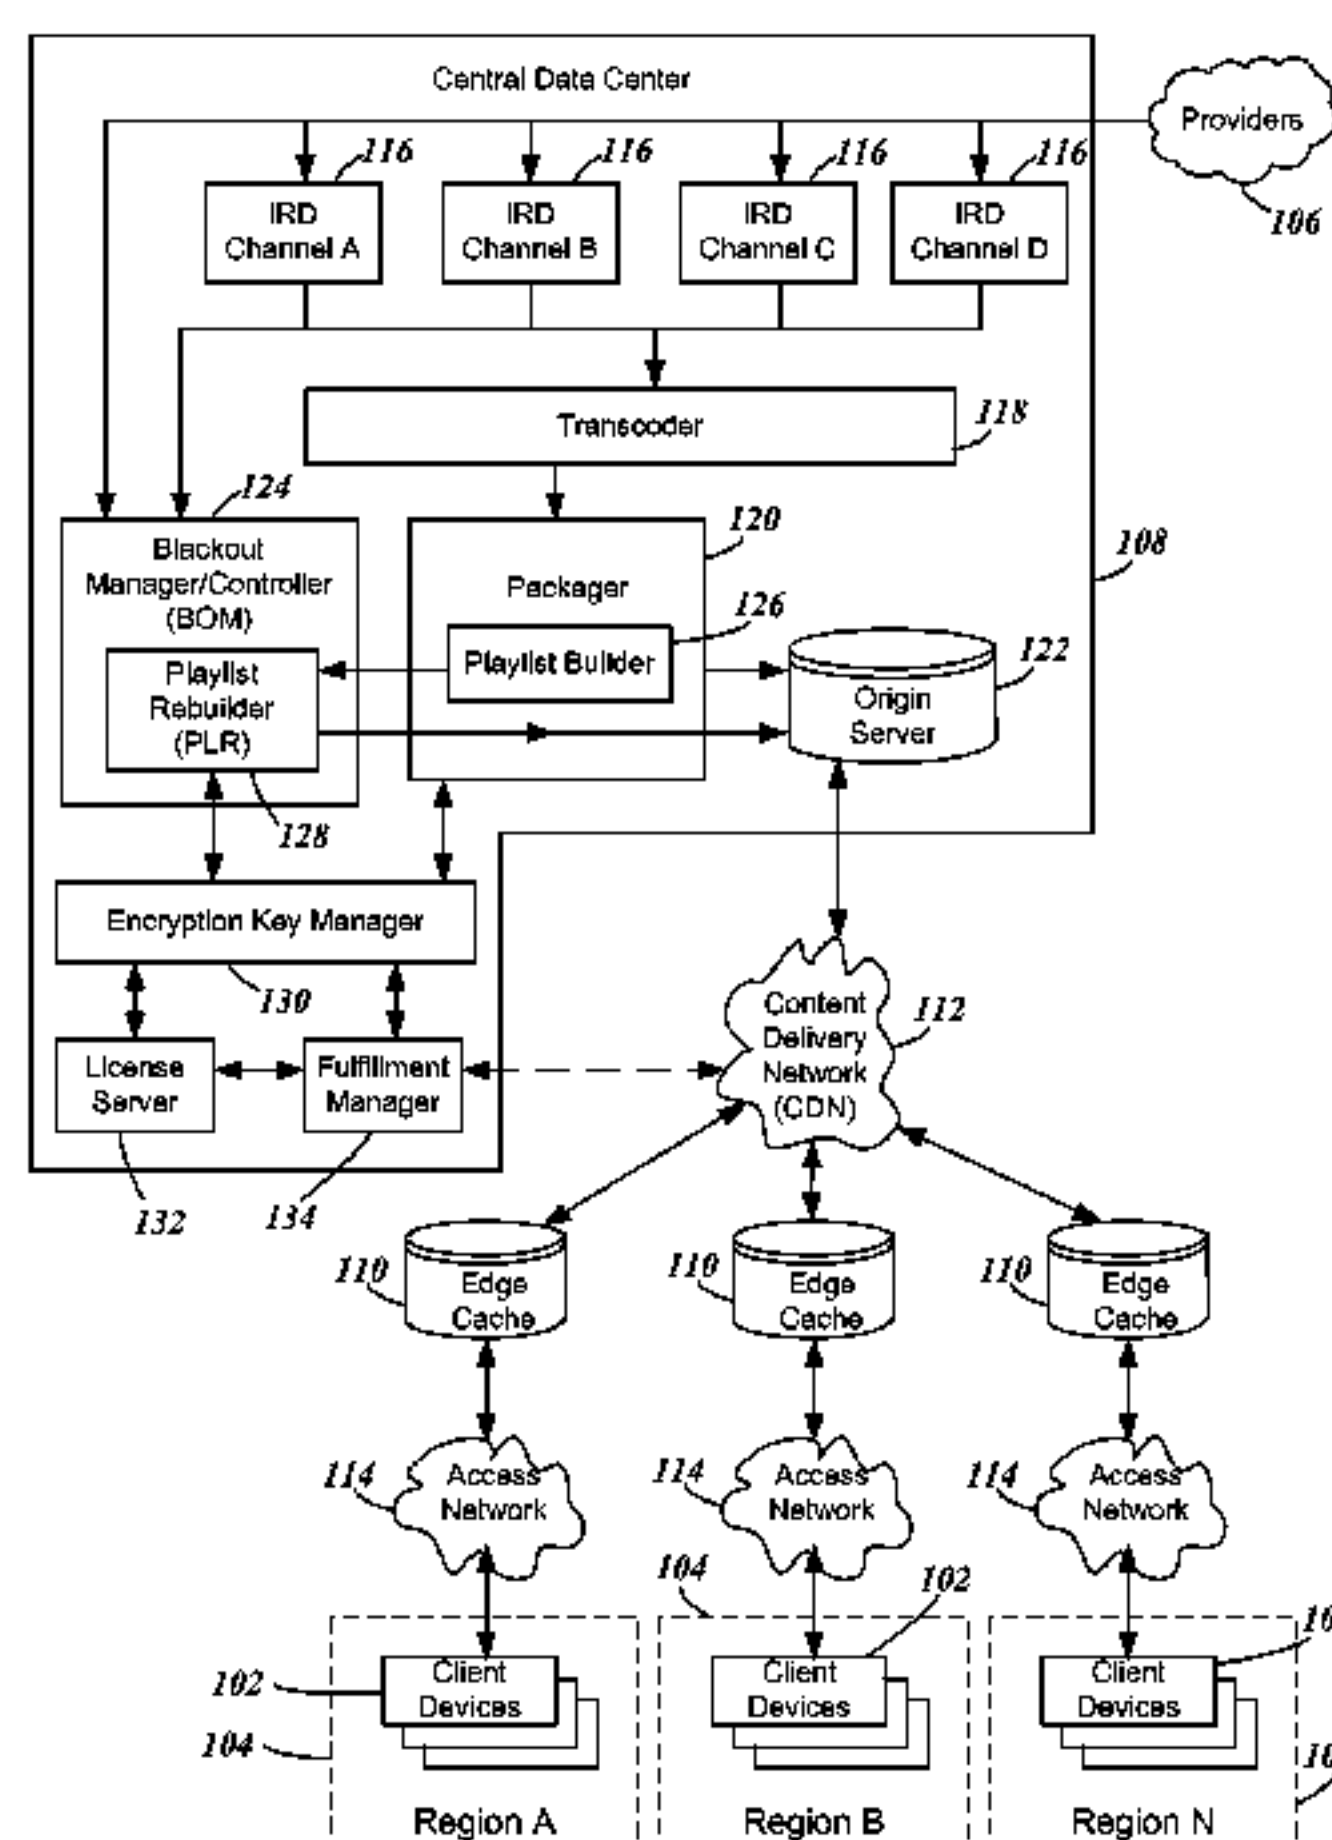 Central Data Center
Providers
116
116
116
116
106
IRD
Channel A
IRD
Channel B
IRD
Channel C
IRD
Channel D
Transcoder
118
124
120
108
Blackout
Manager/Controller
(BOM)
Packager
126
Playlist Builder
122
Playlist
Rebuilder
(PLR)
Origin
Server
128
Encryption Key Manager
130
Content
Delivery
Network
(CDN)
112
License
Server
Fulfillment
Manager
132
134
110
Edge
Cache
110
Edge
Cache
110
Edge
Cache
114
Access
Network
114
Access
Network
114
Access
Network
104
102
102
Client
Devices
Client
Devices
Client
Devices
104
Region A
Region B
Region N